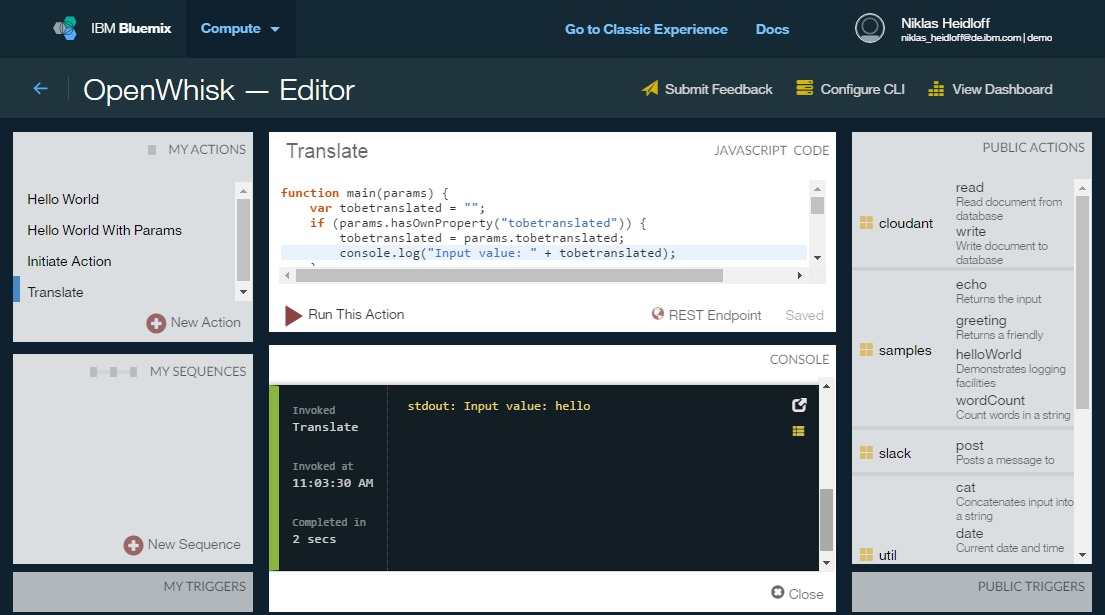 IBM Bluemix
Compute
Go to Classic Experience
Docs
Niklas Heidloff
niklas_heidloff@de.ibm.com | demo
OpenWhisk — Editor
Submit Feedback
Configure CLI
View Dashboard
MY ACTIONS
Hello World
Hello World With Params
Initiate Action
Translate
New Action
MY SEQUENCES
New Sequence
MY TRIGGERS
Translate
JAVASCRIPT CODE
function main(params) {
var tobetranslated = "";
if (params.hasOwnProperty("tobetranslated")) {
tobetranslated = params.tobetranslated;
console.log("Input value: " + tobetranslated);
Run This Action
REST Endpoint
Saved
CONSOLE
Invoked
Translate
Invoked at
11:03:30 AM
Completed in
2 secs
stdout: Input value: hello
Close
PUBLIC ACTIONS
cloudant
read
Read document from
database
write
Write document to
database
samples
echo
Returns the input
greeting
Returns a friendly
helloWorld
Demonstrates logging
facilities
wordCount
Count words in a string
slack
post
Posts a message to
util
cat
Concatenates input into
a string
date
Current date and time
PUBLIC TRIGGERS